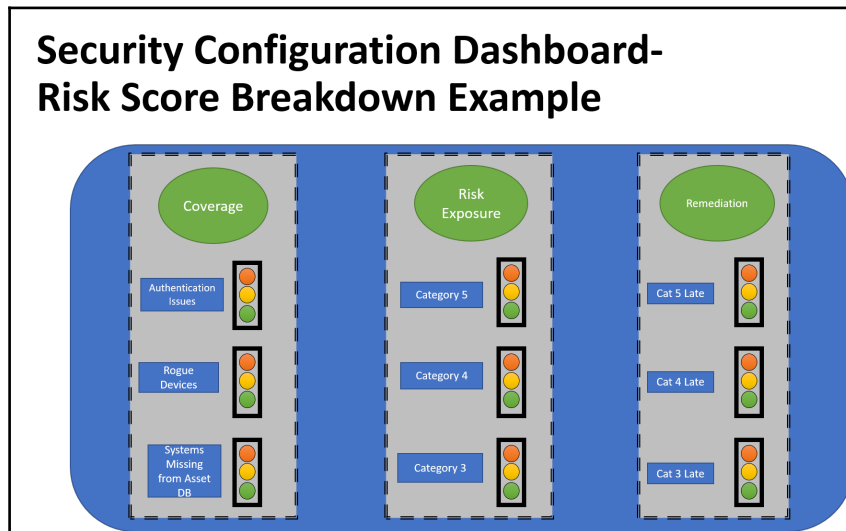 Security Configuration Dashboard-
Risk Score Breakdown Example
Coverage
Authentication
Issues
Rogue
Devices
Systems
Missing
from Asset
DB
Risk
Exposure
Category 5
Category 4
Category 3
Remediation
Cat 5 Late
Cat 4 Late
Cat 3 Late